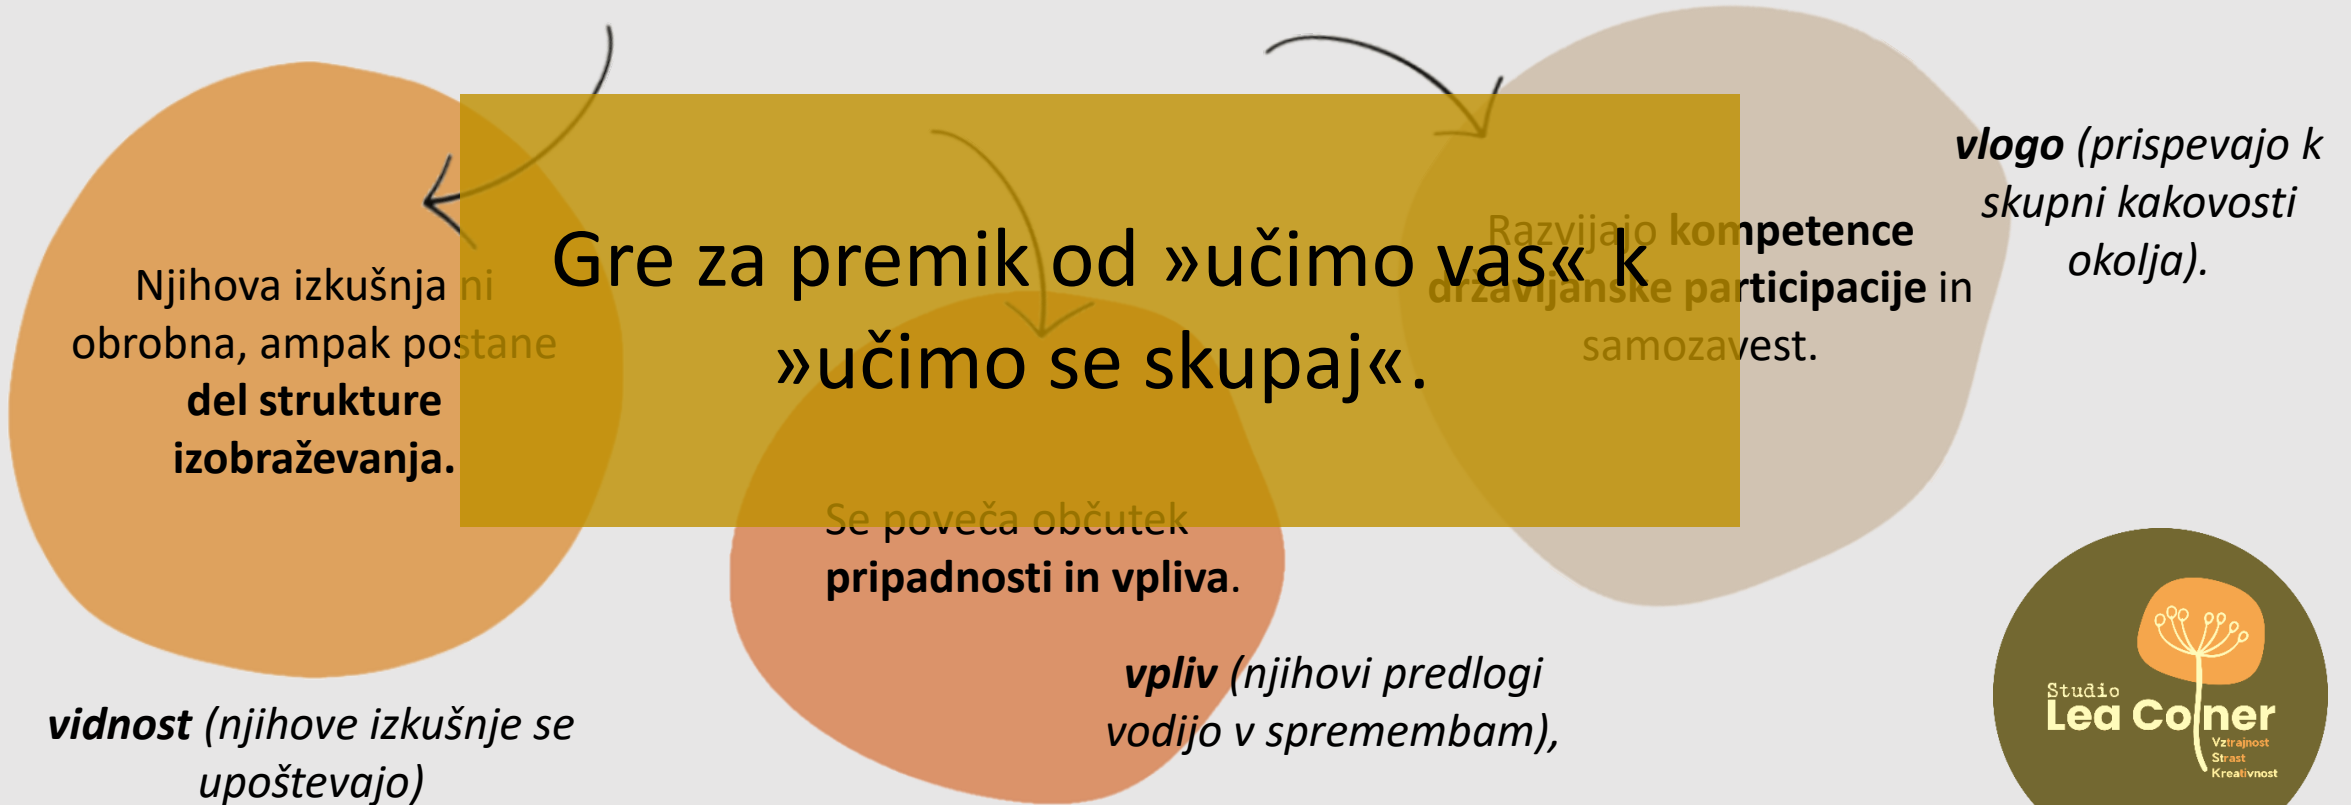 Njihova izkušnja ni
obrobna, ampak postane
del strukture
izobraževanja.
vidnost (njihove izkušnje se
upoštevajo)
Gre za premik od »učimo vas« k
»učimo se skupaj«.
Se poveča občutek
pripadnosti in vpliva.
vpliv (njihovi predlogi
vodijo v spremembam),
Razvijajo kompetence
državljanske participacije in
samozavest.
vlogo (prispevajo k
skupni kakovosti
okolja).
Studio
Lea Corner
Vztrajnost
Strast
Kreativnost